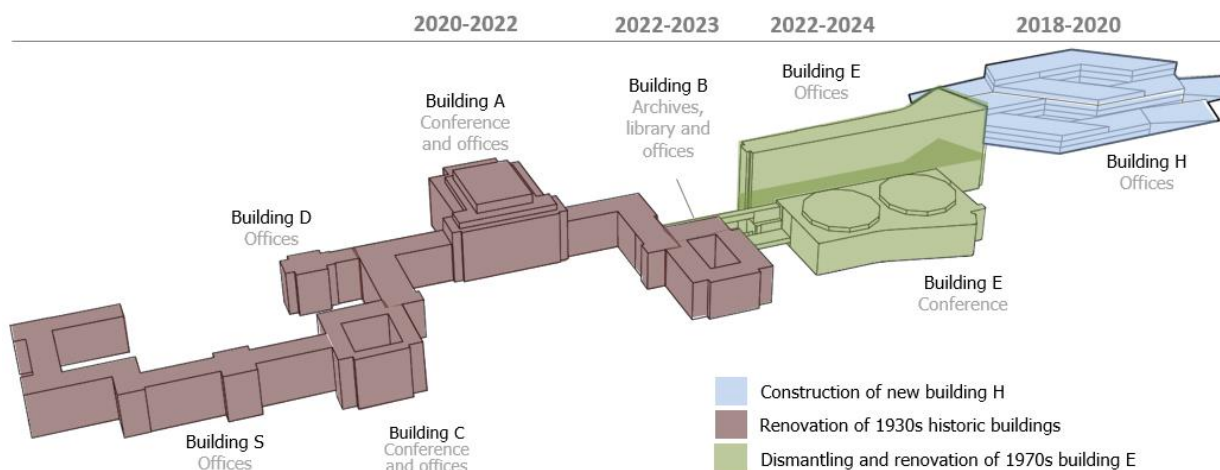 2020-2022
2022-2023
2022-2024
2018-2020
Building A
Conference
and offices
Building B
Archives,
library and
offices
Building E
Offices
Building H
Offices
Building D
Offices
Building E
Conference
Building S
Offices
Building C
Conference
and offices
Construction of new building H
Renovation of 1930s historic buildings
Dismantling and renovation of 1970s building E